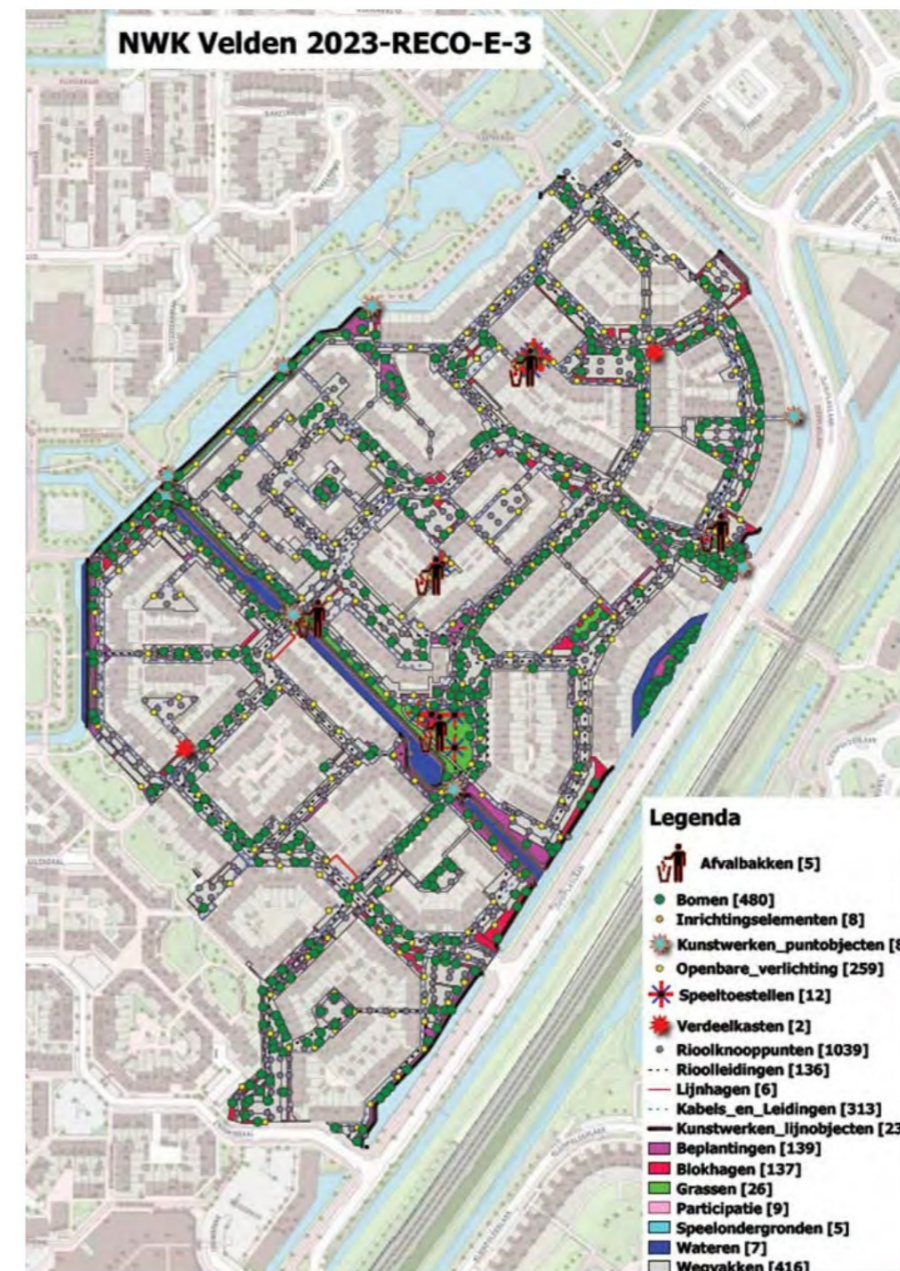 NWK Velden 2023-RECO-E-3
Legenda
Afvalbakken [5]
Bomen [480]
Inrichtingselementen [8]
Kunstwerken_puntobjecten [8
Openbare_verlichting [259]
Speeltoestellen [12]
Verdeelkasten [2]
Rioolknooppunten [1039]
Rioolleidingen [136]
Lijnhagen [6]
Kabels_en_Leidingen [313]
Kunstwerken_lijnobjecten [23
Beplantingen [139]
Blokhagen [137]
Grassen [26]
Participatie [9]
Speelondergronden [5]
Wateren [7]
Wegvakken [416]